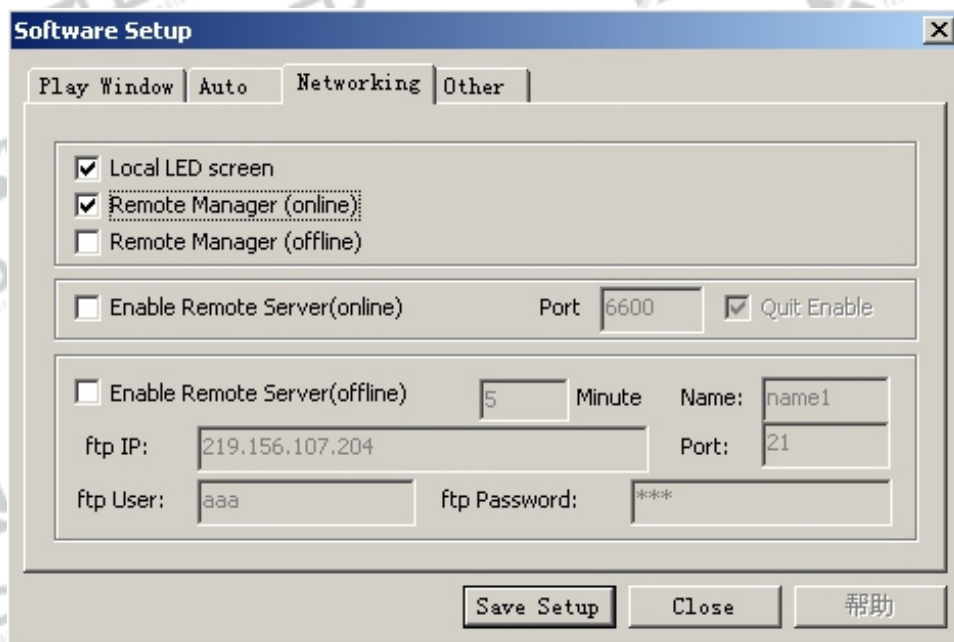 Software Setup
Play Window Auto Networking Other
Local LED screen
Remote Manager (online)
Remote Manager (offline)
Enable Remote Server(online) Port 6600 Quit Enable
Enable Remote Server(offline) 5 Minute Name: name1
ftp IP: 219.156.107.204 Port: 21
ftp User: aaa ftp Password: ***
Save Setup Close 帮助